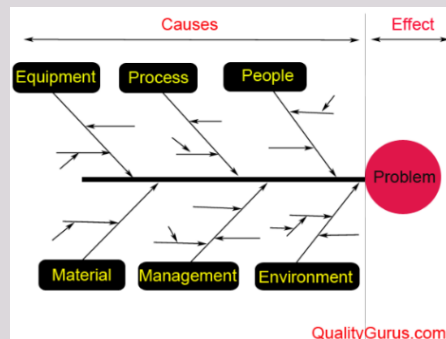 Causes
Effect
Equipment
Process
People
Problem
Material
Management
Environment
QualityGurus.com